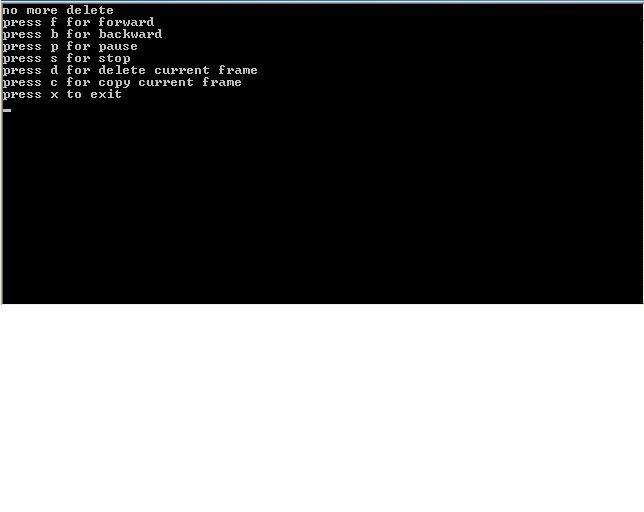 no more delete
press f for forward
press b for backward
press p for pause
press s for stop
press d for delete current frame
press c for copy current frame
press x to exit